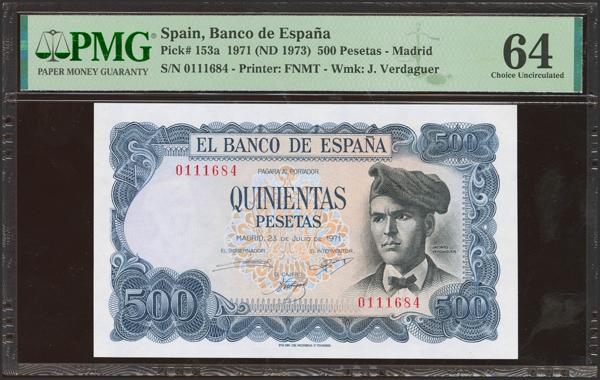 PMG
PAPER MONEY GUARANTY
Spain, Banco de España
Pick# 153a 1971 (ND 1973) 500 Pesetas - Madrid
S/N 0111684 - Printer: FNMT - Wmk: J. Verdaguer
64
Choice Uncirculated
500
EL BANCO DE ESPAÑA
0111684
PAGARA AL PORTADOR
QUINIENTAS
PESETAS
MADRID, 23 DE JULIO DE 1971
EL GOBERNADOR
EL INTERVENTOR
JACINTO
VERDAGUER
EL CAJERO
500
0111684
500